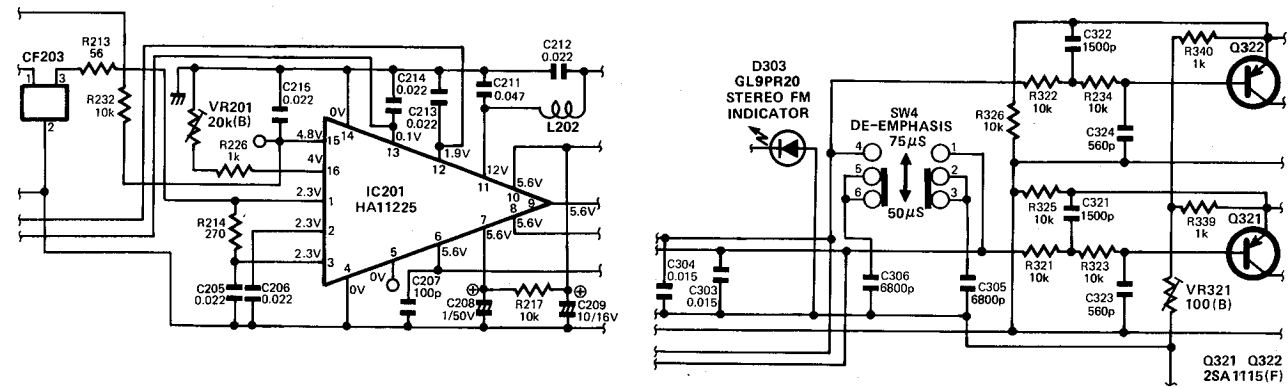 CF203
1
3
2
R213
56
R232
10k
VR201
20k(B)
R226
1k
C215
0.022
C214
0.022
C213
0.022
C211
0.047
C212
0.022
L202
0V
14
4.8V
15
4V
16
0.1V
13
1.9V
12
12V
11
5.6V
10
9
5.6V
8
5.6V
7
5.6V
6
5.6V
5
0V
4
0V
2.3V
1
2.3V
2
2.3V
3
IC201
HA11225
R214
270
C205
0.022
C206
0.022
C207
100p
C208
1/50V
R217
10k
C209
10/16V
D303
GL9PR20
STEREO FM
INDICATOR
SW4
DE-EMPHASIS
75μS
50μS
4
5
6
1
2
3
C304
0.015
C303
0.015
C306
6800p
C305
6800p
C322
1500p
R322
10k
R234
10k
R326
10k
C324
560p
R340
1k
Q322
R325
10k
C321
1500p
R339
1k
Q321
R321
10k
R323
10k
C323
560p
VR321
100(B)
Q321 Q322
2SA1115(F)